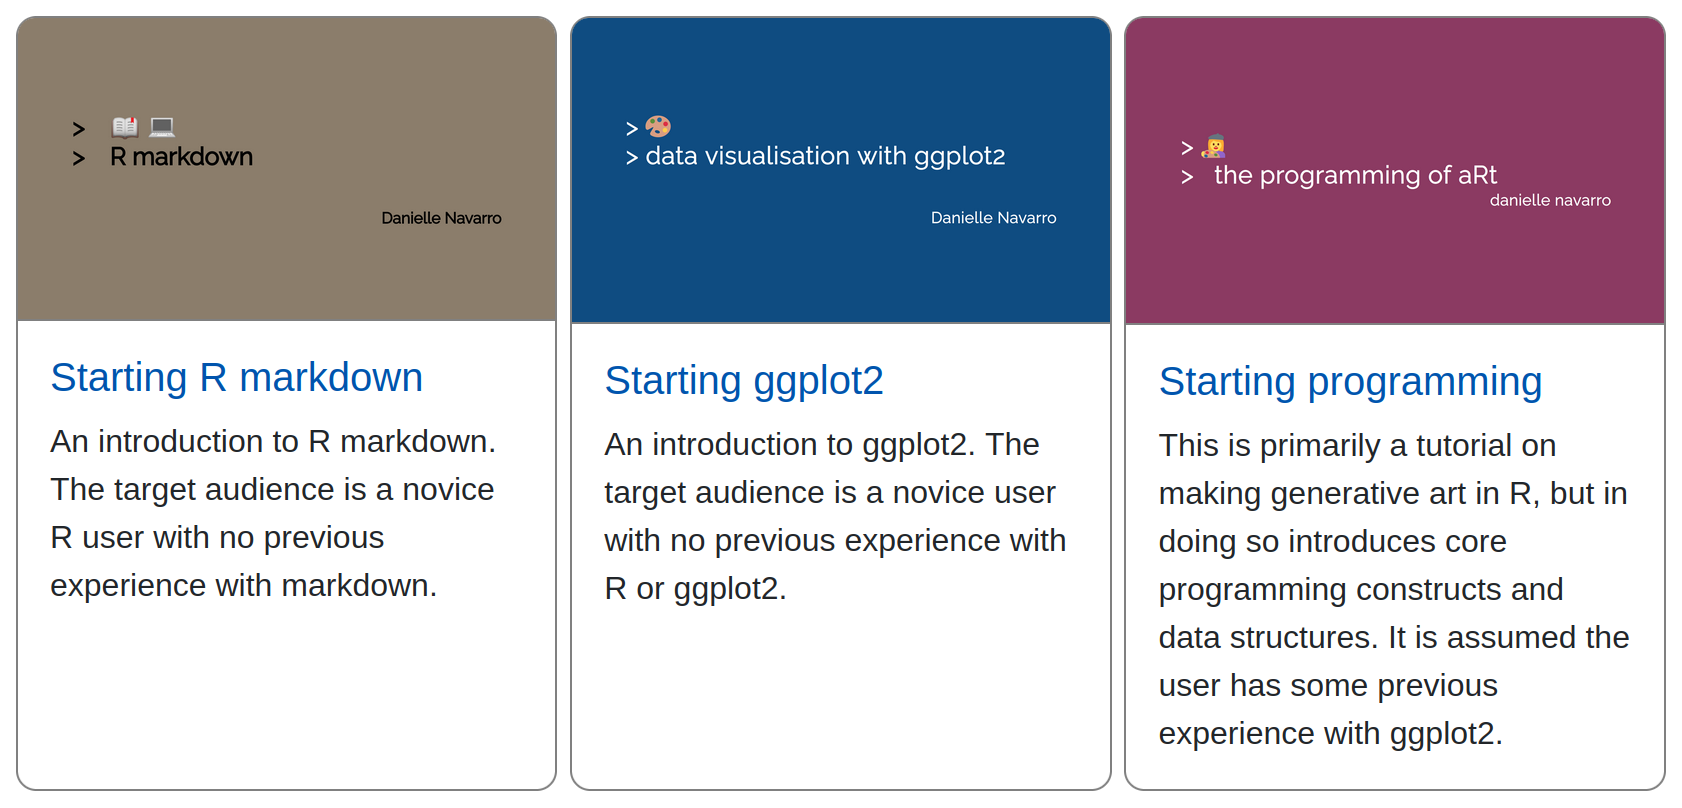 > 📖 💻
> R markdown
Danielle Navarro
Starting R markdown
An introduction to R markdown.
The target audience is a novice
R user with no previous
experience with markdown.
> 🎨
> data visualisation with ggplot2
Danielle Navarro
Starting ggplot2
An introduction to ggplot2. The
target audience is a novice user
with no previous experience with
R or ggplot2.
> 👩‍🎨
> the programming of aRt
danielle navarro
Starting programming
This is primarily a tutorial on
making generative art in R, but in
doing so introduces core
programming constructs and
data structures. It is assumed the
user has some previous
experience with ggplot2.